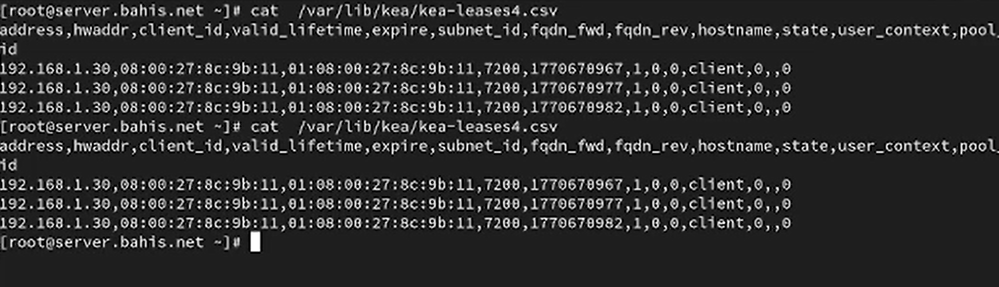 [root@server.bahis.net ~]# cat  /var/lib/kea/kea-leases4.csv
address,hwaddr,client_id,valid_lifetime,expire,subnet_id,fqdn_fwd,fqdn_rev,hostname,state,user_context,pool_
id
192.168.1.30,08:00:27:8c:9b:11,01:08:00:27:8c:9b:11,7200,1770670967,1,0,0,client,0,,0
192.168.1.30,08:00:27:8c:9b:11,01:08:00:27:8c:9b:11,7200,1770670977,1,0,0,client,0,,0
192.168.1.30,08:00:27:8c:9b:11,01:08:00:27:8c:9b:11,7200,1770670982,1,0,0,client,0,,0
[root@server.bahis.net ~]# cat  /var/lib/kea/kea-leases4.csv
address,hwaddr,client_id,valid_lifetime,expire,subnet_id,fqdn_fwd,fqdn_rev,hostname,state,user_context,pool_
id
192.168.1.30,08:00:27:8c:9b:11,01:08:00:27:8c:9b:11,7200,1770670967,1,0,0,client,0,,0
192.168.1.30,08:00:27:8c:9b:11,01:08:00:27:8c:9b:11,7200,1770670977,1,0,0,client,0,,0
192.168.1.30,08:00:27:8c:9b:11,01:08:00:27:8c:9b:11,7200,1770670982,1,0,0,client,0,,0
[root@server.bahis.net ~]#